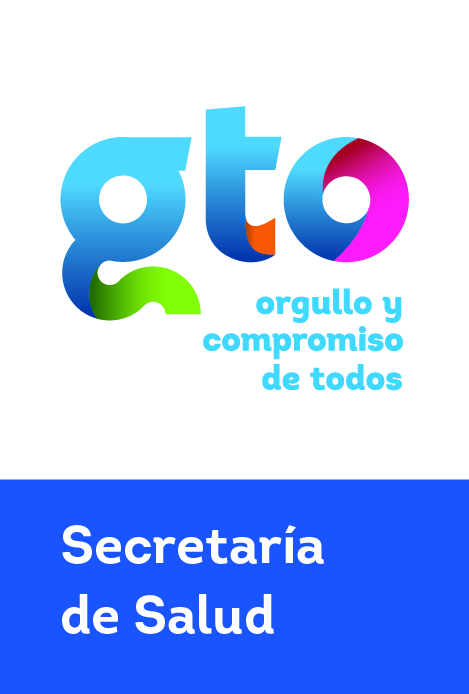 gto
orgullo y
compromiso
de todos
Secretaría
de Salud